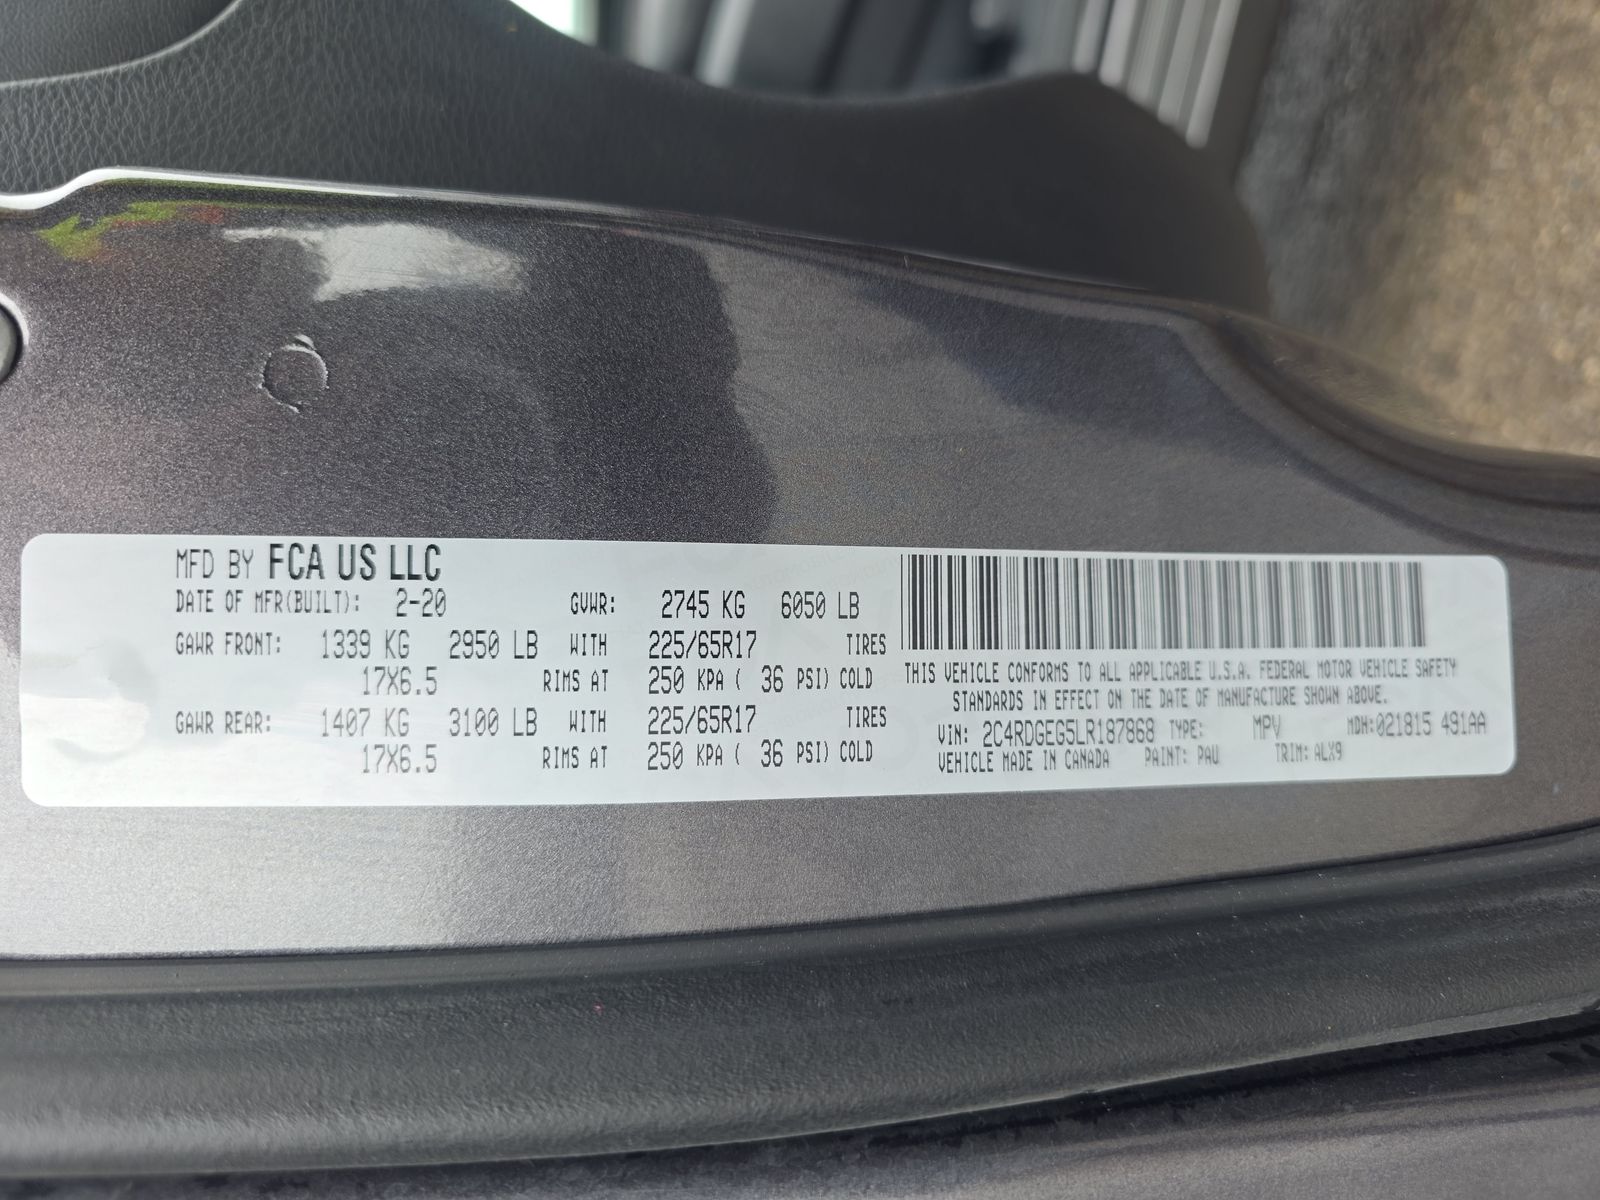 MFD BY FCA US LLC
DATE OF MFR(BUILT): 2-20 GVWR: 2745 KG 6050 LB
GAWR FRONT: 1339 KG 2950 LB WITH 225/65R17 TIRES
17X6.5 RIMS AT 250 KPA ( 36 PSI) COLD
GAWR REAR: 1407 KG 3100 LB WITH 225/65R17 TIRES
17X6.5 RIMS AT 250 KPA ( 36 PSI) COLD
THIS VEHICLE CONFORMS TO ALL APPLICABLE U.S.A. FEDERAL MOTOR VEHICLE SAFETY
STANDARDS IN EFFECT ON THE DATE OF MANUFACTURE SHOWN ABOVE.
VIN: 2C4RDGEG5LR187868 TYPE: MPV MDH:021815 491AA
VEHICLE MADE IN CANADA PAINT: PAU TRIM: ALX9